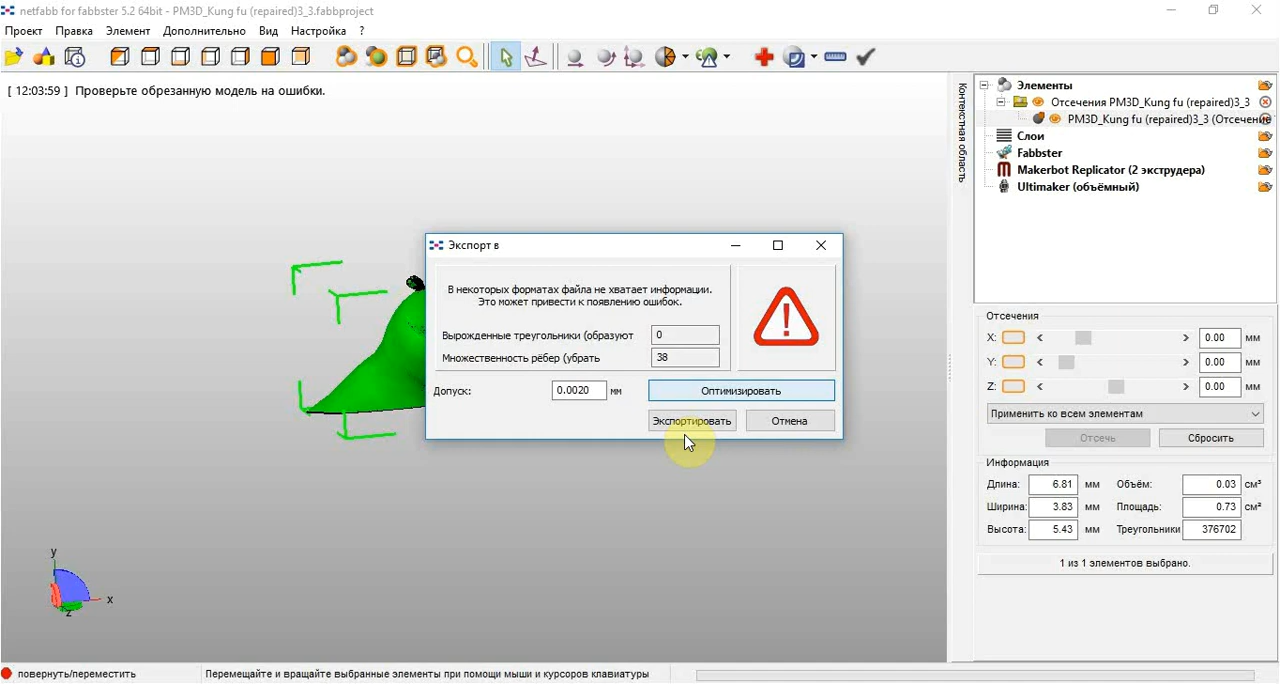 netfabb for fabbster 5.2 64bit - PM3D_Kung fu (repaired)3_3.fabbproject
Проект Правка Элемент Дополнительно Вид Настройка ?
[ 12:03:59 ] Проверьте обрезанную модель на ошибки.
Контекстная область
Элементы
Отсечения PM3D_Kung fu (repaired)3_3
PM3D_Kung fu (repaired)3_3 (Отсечение
Слои
Fabbster
Makerbot Replicator (2 экструдера)
Ultimaker (объёмный)
Экспорт в
В некоторых форматах файла не хватает информации.
Это может привести к появлению ошибок.
Вырожденные треугольники (образуют 0
Множественность рёбер (убрать 38
Допуск: 0.0020 мм Оптимизировать
Экспортировать Отмена
Отсечения
X: < > 0.00 мм
Y: < > 0.00 мм
Z: < > 0.00 мм
Применить ко всем элементам
Отсечь Сбросить
Информация
Длина: 6.81 мм Объём: 0.03 см³
Ширина: 3.83 мм Площадь: 0.73 см²
Высота: 5.43 мм Треугольники 376702
1 из 1 элементов выбрано.
y
x
z
повернуть/переместить Перемещайте и вращайте выбранные элементы при помощи мыши и курсоров клавиатуры